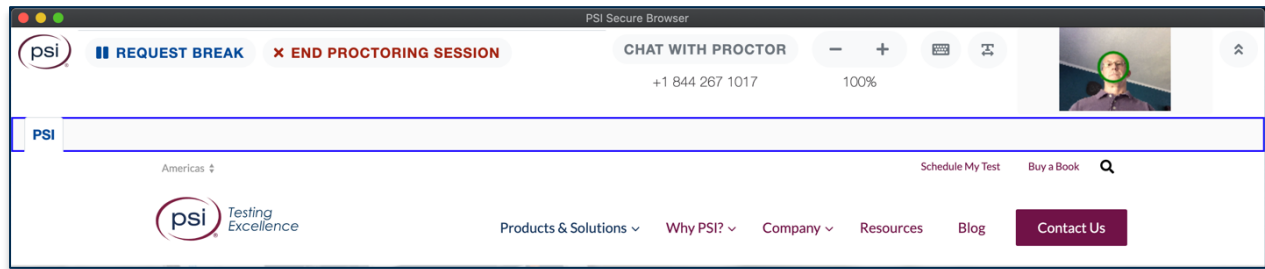 PSI Secure Browser
psi REQUEST BREAK × END PROCTORING SESSION CHAT WITH PROCTOR − +
+1 844 267 1017 100%
PSI
Americas Schedule My Test Buy a Book
psi Testing
Excellence
Products & Solutions Why PSI? Company Resources Blog Contact Us